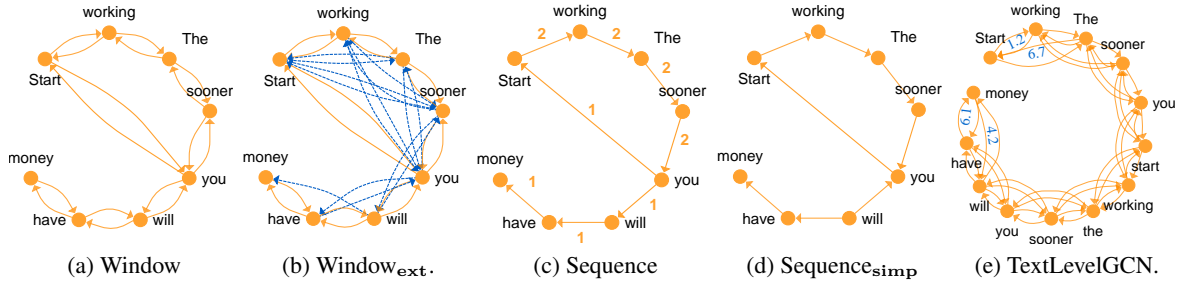 working
The
Start
sooner
money
you
have
will
(a) Window
working
The
Start
sooner
money
you
have
will
(b) Window_ext.
working
2
2
The
Start
2
sooner
1
2
money
you
1
1
have
will
1
(c) Sequence
working
The
Start
sooner
money
you
have
will
(d) Sequence_simp
working
The
Start
1.2
6.7
sooner
money
you
1.9
4.2
start
have
will
working
you
the
sooner
(e) TextLevelGCN.